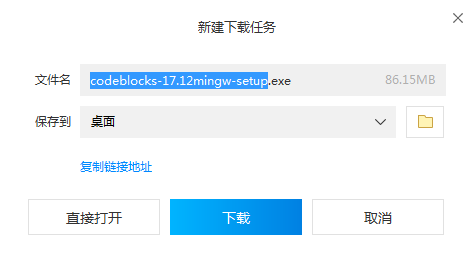 新建下载任务
文件名 codeblocks-17.12mingw-setup.exe 86.15MB
保存到 桌面
复制链接地址
直接打开 下载 取消